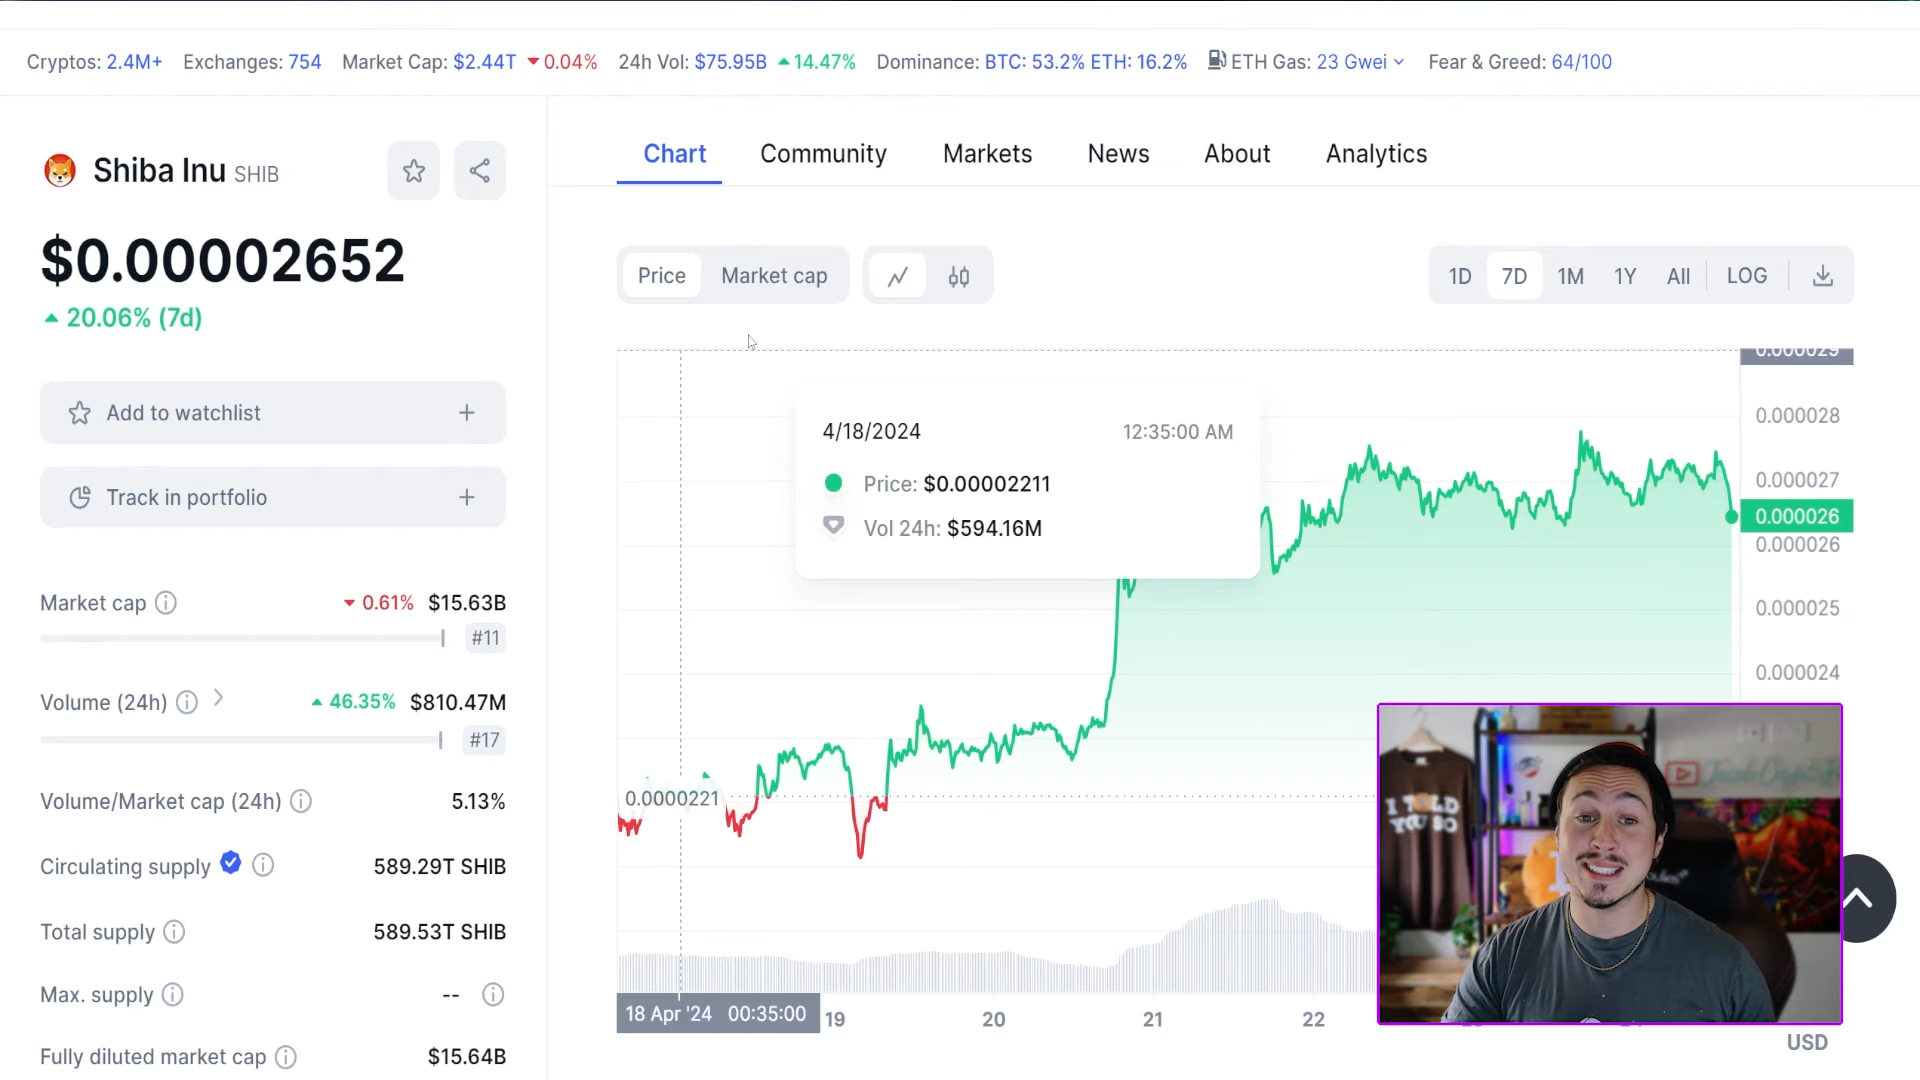 Cryptos: 2.4M+ Exchanges: 754 Market Cap: $2.44T 0.04% 24h Vol: $75.95B 14.47% Dominance: BTC: 53.2% ETH: 16.2% ETH Gas: 23 Gwei Fear & Greed: 64/100
Shiba Inu SHIB
$0.00002652
20.06% (7d)
Add to watchlist +
Track in portfolio +
Market cap 0.61% $15.63B
#11
Volume (24h) 46.35% $810.47M
#17
Volume/Market cap (24h) 5.13%
Circulating supply 589.29T SHIB
Total supply 589.53T SHIB
Max. supply --
Fully diluted market cap $15.64B
Chart Community Markets News About Analytics
Price Market cap 1D 7D 1M 1Y All LOG
0.000029
4/18/2024 12:35:00 AM
Price: $0.00002211
Vol 24h: $594.16M
0.000028
0.000027
0.000026
0.000026
0.000025
0.000024
0.0000221
18 Apr '24 00:35:00 19 20 21 22
USD
I TOLD
YOU SO